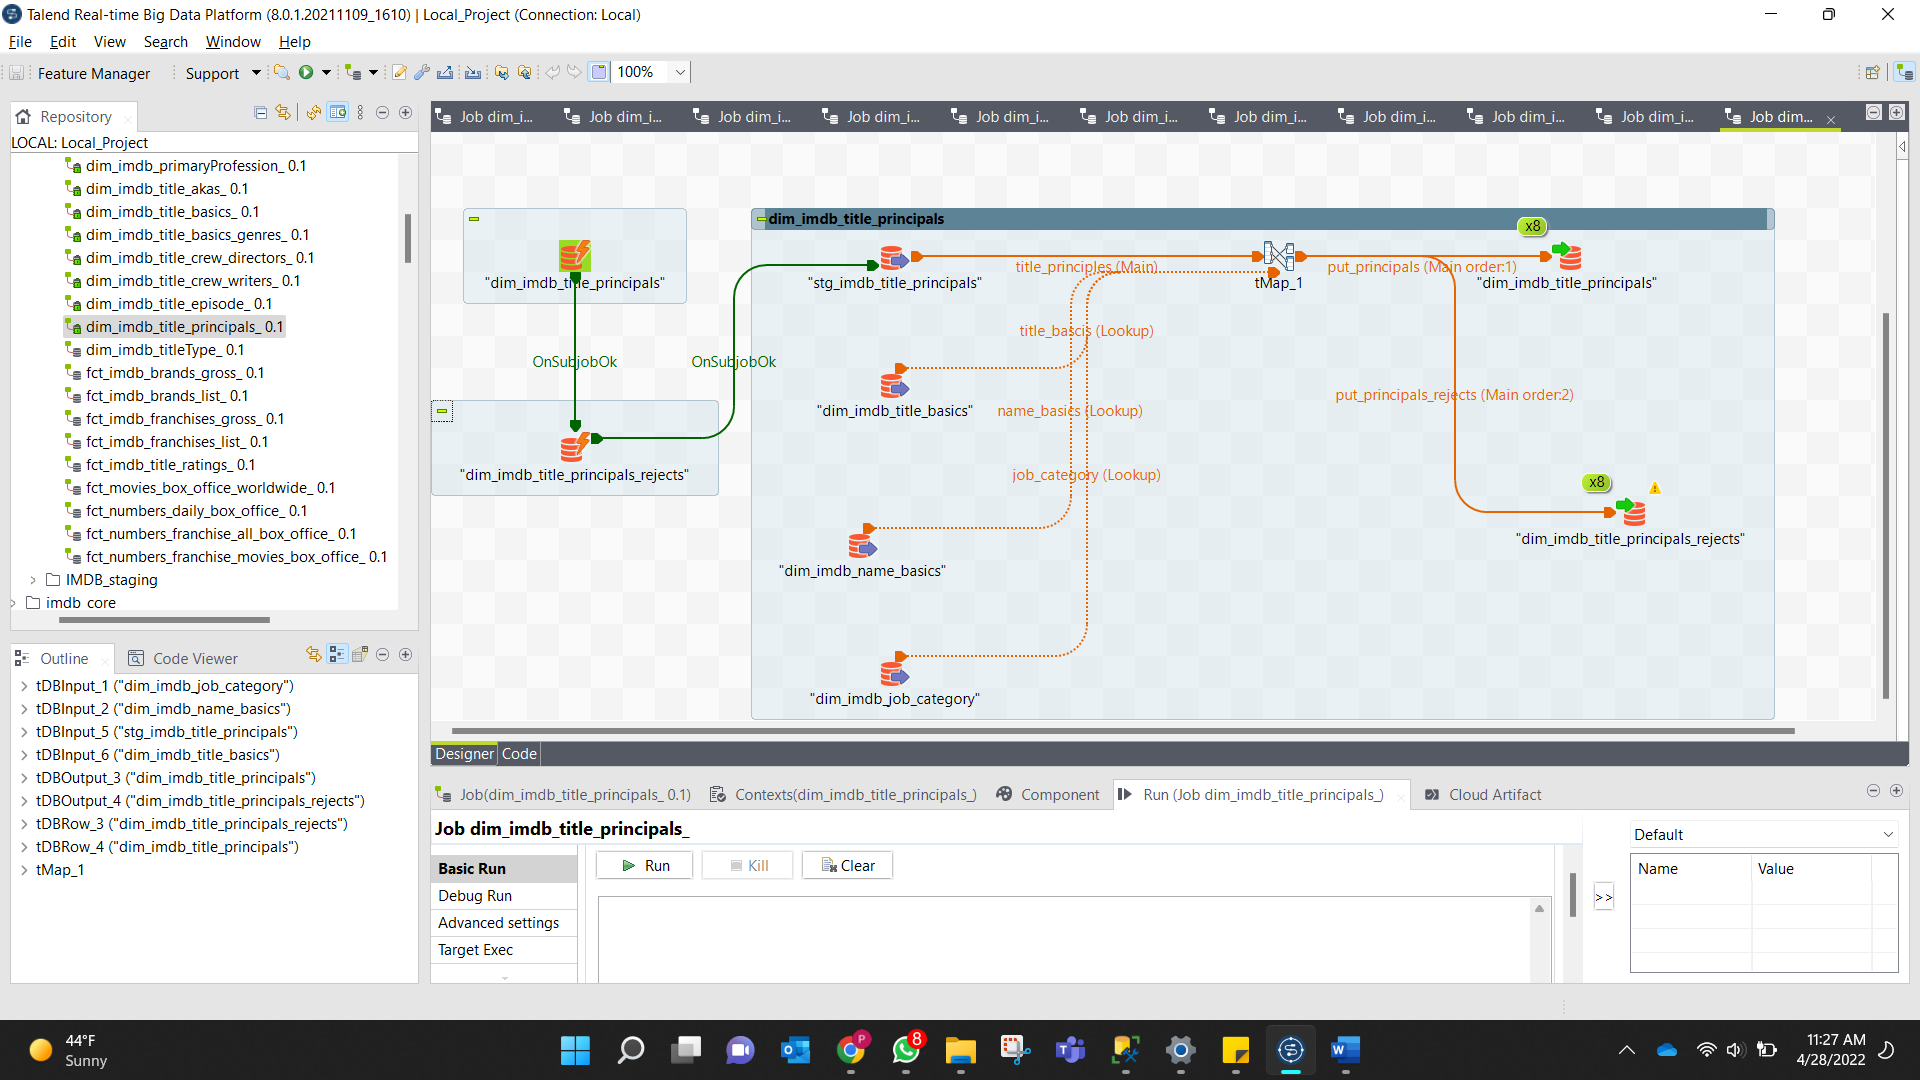 Talend Real-time Big Data Platform (8.0.1.20211109_1610) | Local_Project (Connection: Local)
File Edit View Search Window Help
Feature Manager Support 100%
Repository
LOCAL: Local_Project
dim_imdb_primaryProfession_ 0.1
dim_imdb_title_akas_ 0.1
dim_imdb_title_basics_ 0.1
dim_imdb_title_basics_genres_ 0.1
dim_imdb_title_crew_directors_ 0.1
dim_imdb_title_crew_writers_ 0.1
dim_imdb_title_episode_ 0.1
dim_imdb_title_principals_ 0.1
dim_imdb_titleType_ 0.1
fct_imdb_brands_gross_ 0.1
fct_imdb_brands_list_ 0.1
fct_imdb_franchises_gross_ 0.1
fct_imdb_franchises_list_ 0.1
fct_imdb_title_ratings_ 0.1
fct_movies_box_office_worldwide_ 0.1
fct_numbers_daily_box_office_ 0.1
fct_numbers_franchise_all_box_office_ 0.1
fct_numbers_franchise_movies_box_office_ 0.1
IMDB_staging
imdb core
Outline Code Viewer
tDBInput_1 ("dim_imdb_job_category")
tDBInput_2 ("dim_imdb_name_basics")
tDBInput_5 ("stg_imdb_title_principals")
tDBInput_6 ("dim_imdb_title_basics")
tDBOutput_3 ("dim_imdb_title_principals")
tDBOutput_4 ("dim_imdb_title_principals_rejects")
tDBRow_3 ("dim_imdb_title_principals_rejects")
tDBRow_4 ("dim_imdb_title_principals")
tMap_1
Job dim_i... Job dim_i... Job dim_i... Job dim_i... Job dim_i... Job dim_i... Job dim_i... Job dim_i... Job dim_i... Job dim_i... Job dim...
dim_imdb_title_principals
x8
title_principles (Main)
put_principals (Main order:1)
"dim_imdb_title_principals"
"stg_imdb_title_principals"
tMap_1
"dim_imdb_title_principals"
title_bascis (Lookup)
OnSubjobOk
OnSubjobOk
put_principals_rejects (Main order:2)
"dim_imdb_title_basics"
name_basics (Lookup)
"dim_imdb_title_principals_rejects"
job_category (Lookup)
x8
"dim_imdb_title_principals_rejects"
"dim_imdb_name_basics"
"dim_imdb_job_category"
Designer Code
Job(dim_imdb_title_principals_ 0.1) Contexts(dim_imdb_title_principals_) Component Run (Job dim_imdb_title_principals_) Cloud Artifact
Job dim_imdb_title_principals_
Basic Run
Debug Run
Advanced settings
Target Exec
Run Kill Clear
>>
Default
Name Value
44°F
Sunny
P
8
11:27 AM
4/28/2022